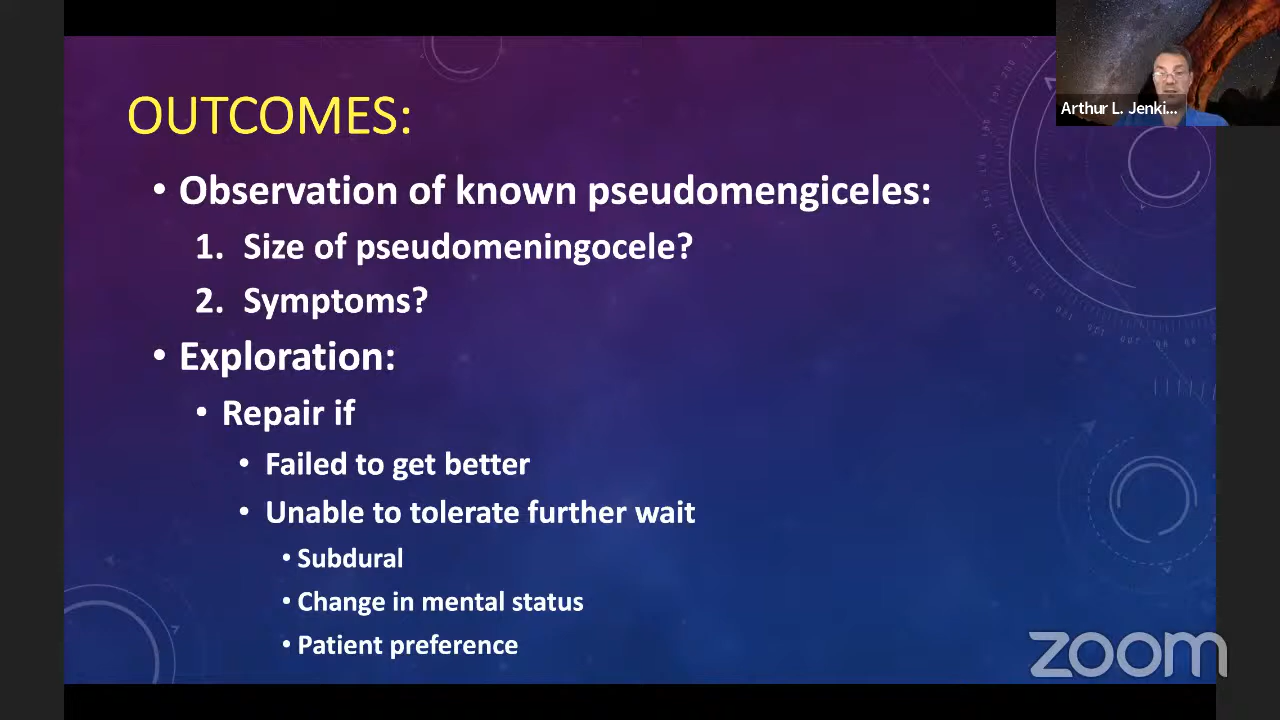 Arthur L. Jenki...
OUTCOMES:
• Observation of known pseudomengiceles:
1. Size of pseudomeningocele?
2. Symptoms?
• Exploration:
• Repair if
• Failed to get better
• Unable to tolerate further wait
• Subdural
• Change in mental status
• Patient preference
zoom